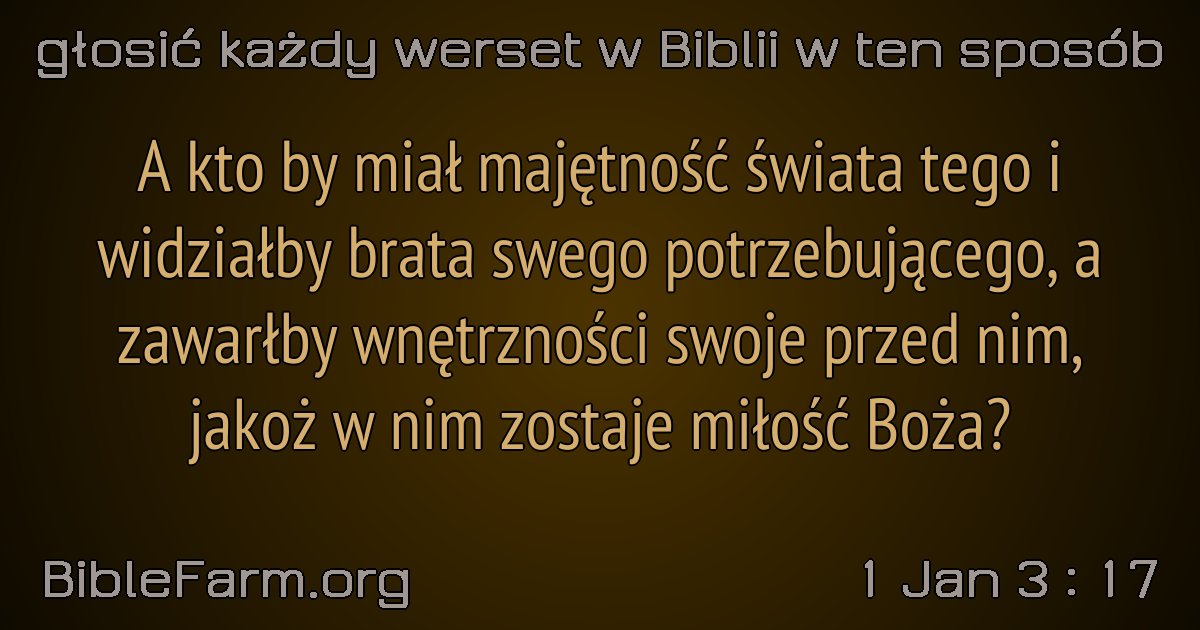 głosić każdy werset w Biblii w ten sposób
A kto by miał majętność świata tego i
widziałby brata swego potrzebującego, a
zawarłby wnętrzności swoje przed nim,
jakoż w nim zostaje miłość Boża?
BibleFarm.org
1 Jan 3 : 17